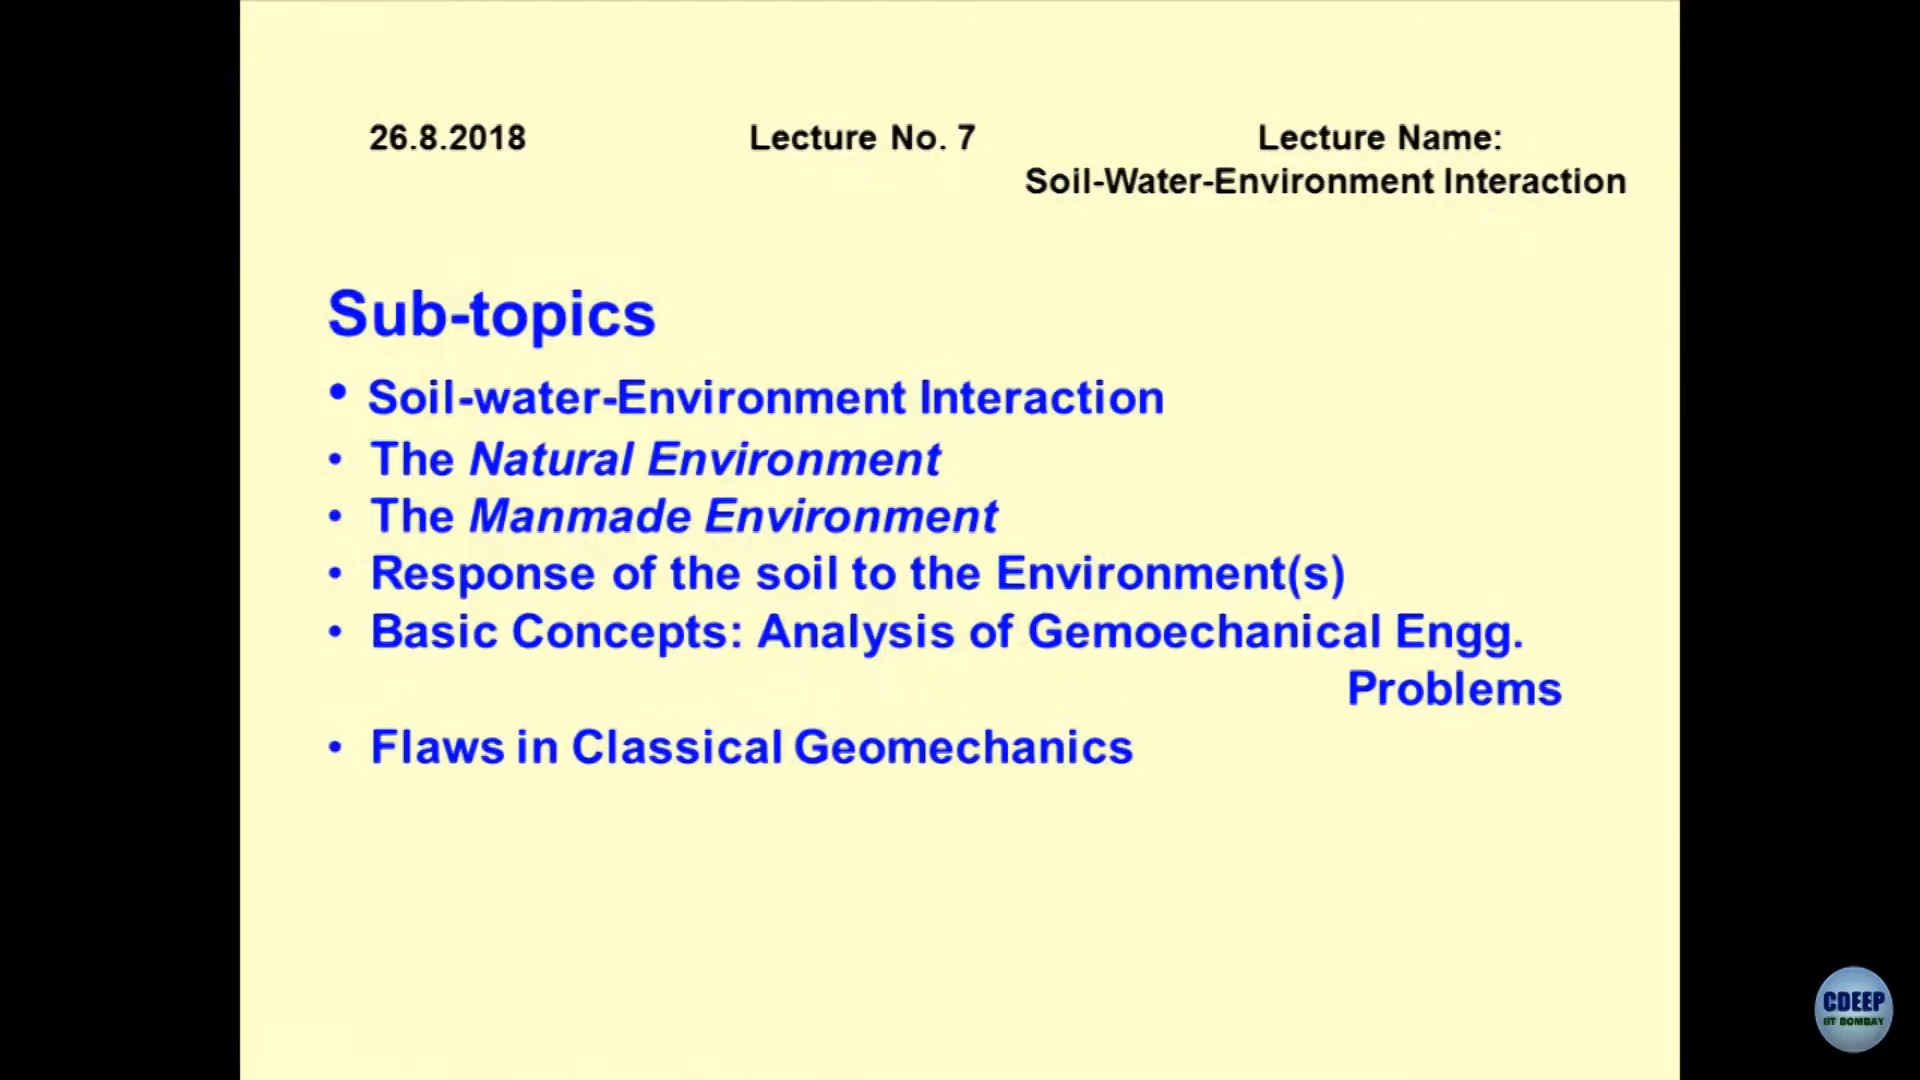 26.8.2018 Lecture No. 7 Lecture Name:
Soil-Water-Environment Interaction
Sub-topics
• Soil-water-Environment Interaction
• The Natural Environment
• The Manmade Environment
• Response of the soil to the Environment(s)
• Basic Concepts: Analysis of Gemoechanical Engg.
Problems
• Flaws in Classical Geomechanics
CDEEP
IIT BOMBAY